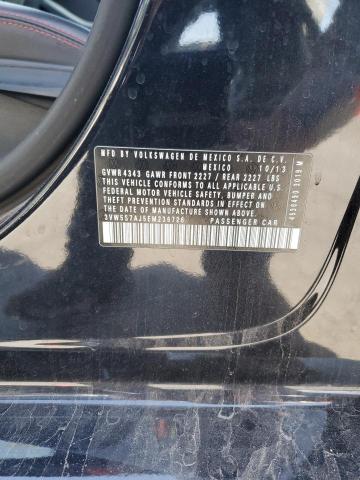 MFD BY VOLKSWAGEN DE MEXICO S.A. DE C.V.
MEXICO 10/13
GVWR 4343 GAWR FRONT 2227 / REAR 2227 LBS
THIS VEHICLE CONFORMS TO ALL APPLICABLE U.S.
FEDERAL MOTOR VEHICLE SAFETY, BUMPER, AND
THEFT PREVENTION STANDARDS IN EFFECT ON THE DATE OF
MANUFACTURE SHOWN ABOVE
3VW5S7AJ5EM239726 PASSENGER CAR